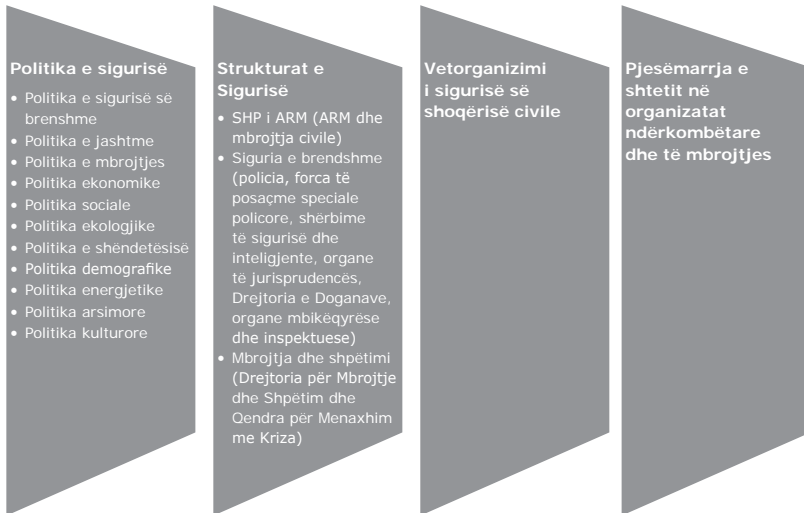 Politika e sigurisë
• Politika e sigurisë së
brenshme
• Politika e jashtme
• Politika e mbrojtjes
• Politika ekonomike
• Politika sociale
• Politika ekologjike
• Politika e shëndetësisë
• Politika demografike
• Politika energjetike
• Politika arsimore
• Politika kulturore
Strukturat e
Sigurisë
• SHP i ARM (ARM dhe
mbrojtja civile)
• Siguria e brendshme
(policia, forca të
posaçme speciale
policore, shërbime
të sigurisë dhe
inteligjente, organe
të jurisprudencës,
Drejtoria e Doganave,
organe mbikëqyrëse
dhe inspektuese)
• Mbrojtja dhe shpëtimi
(Drejtoria për Mbrojtje
dhe Shpëtim dhe
Qendra për Menaxhim
me Kriza)
Vetorganizimi
i sigurisë së
shoqërisë civile
Pjesëmarrja e
shtetit në
organizatat
ndërkombëtare
dhe të mbrojtjes